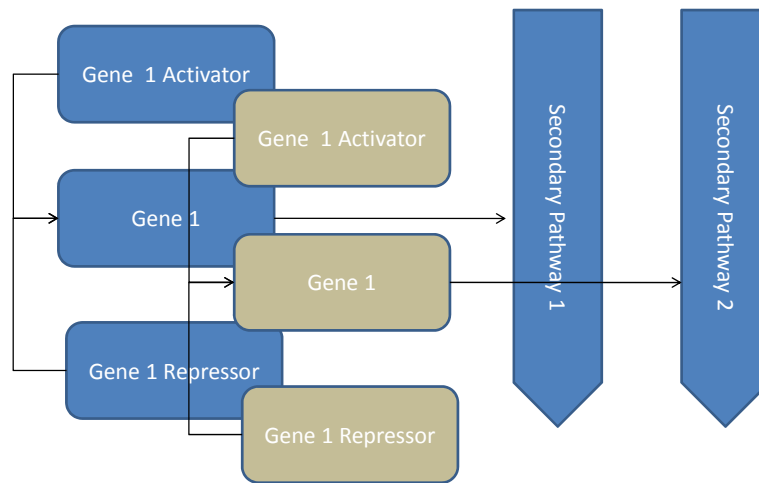 Gene  1 Activator
Gene  1 Activator
Gene 1
Gene 1
Gene 1 Repressor
Gene 1 Repressor
Secondary Pathway 1
Secondary Pathway 2